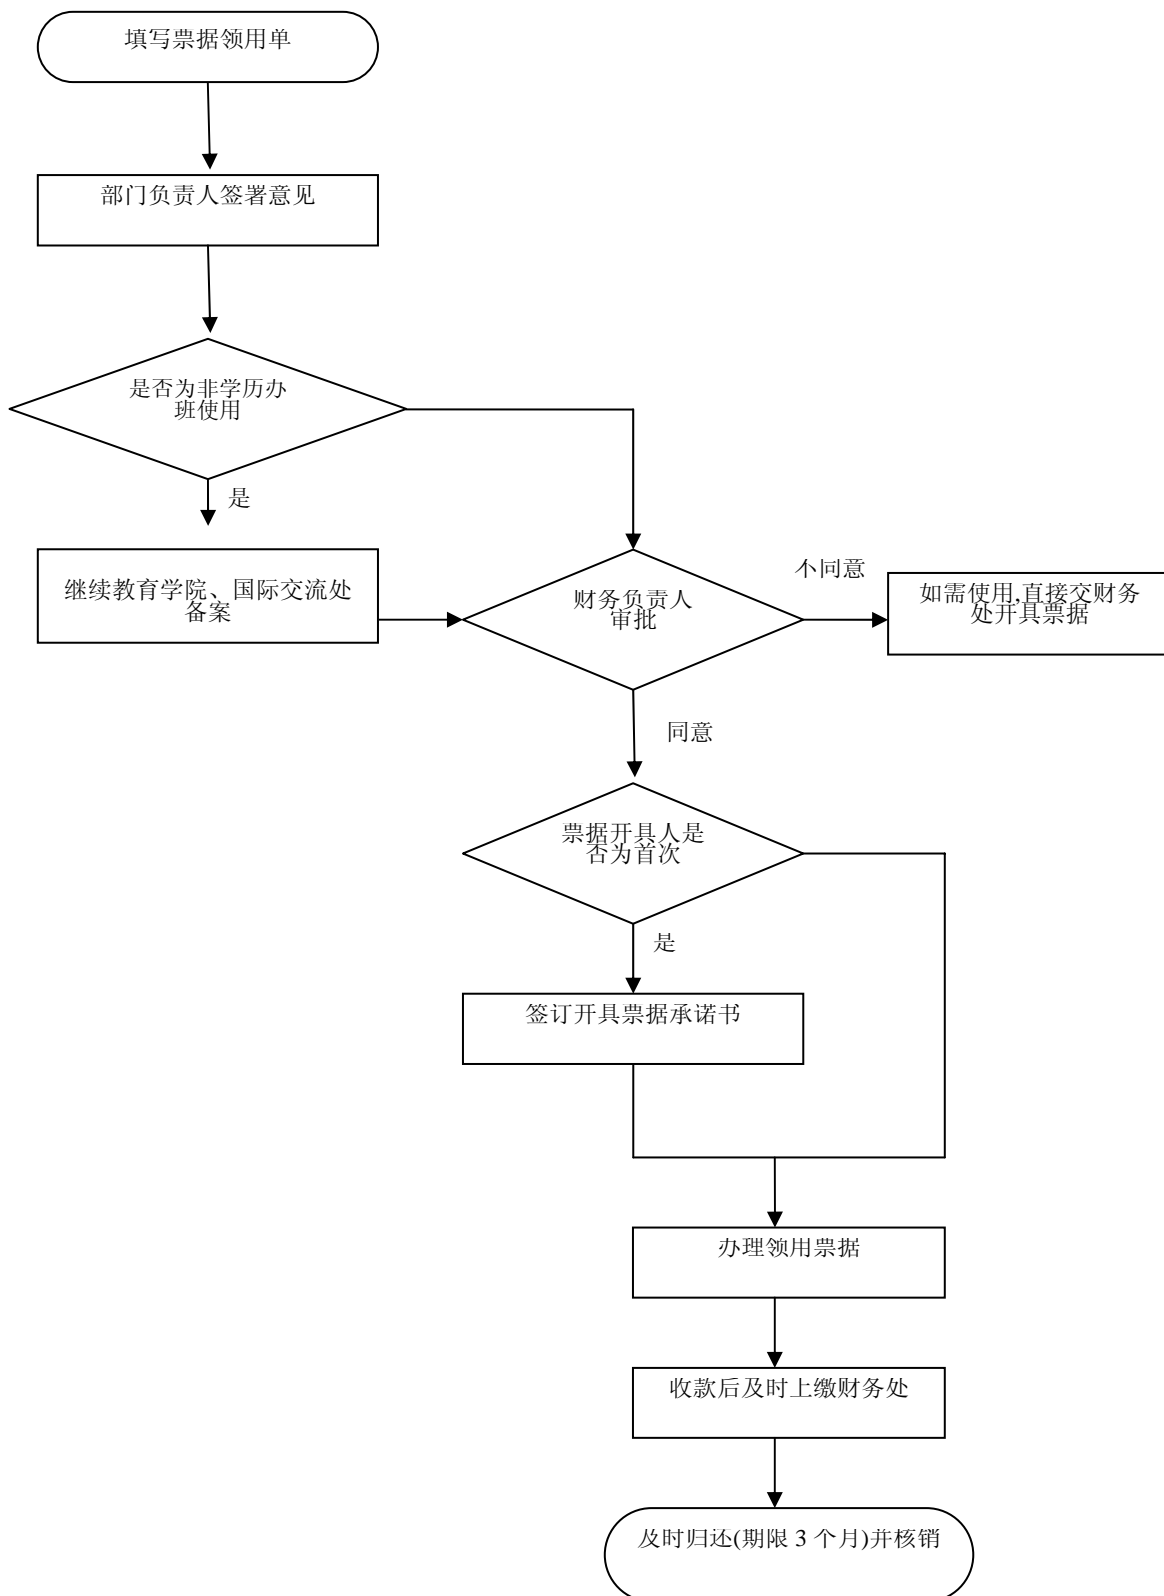 填写票据领用单
部门负责人签署意见
是否为非学历办
班使用
是
继续教育学院、国际交流处
备案
财务负责人
审批
不同意
如需使用,直接交财务
处开具票据
同意
票据开具人是
否为首次
是
签订开具票据承诺书
办理领用票据
收款后及时上缴财务处
及时归还(期限 3 个月)并核销